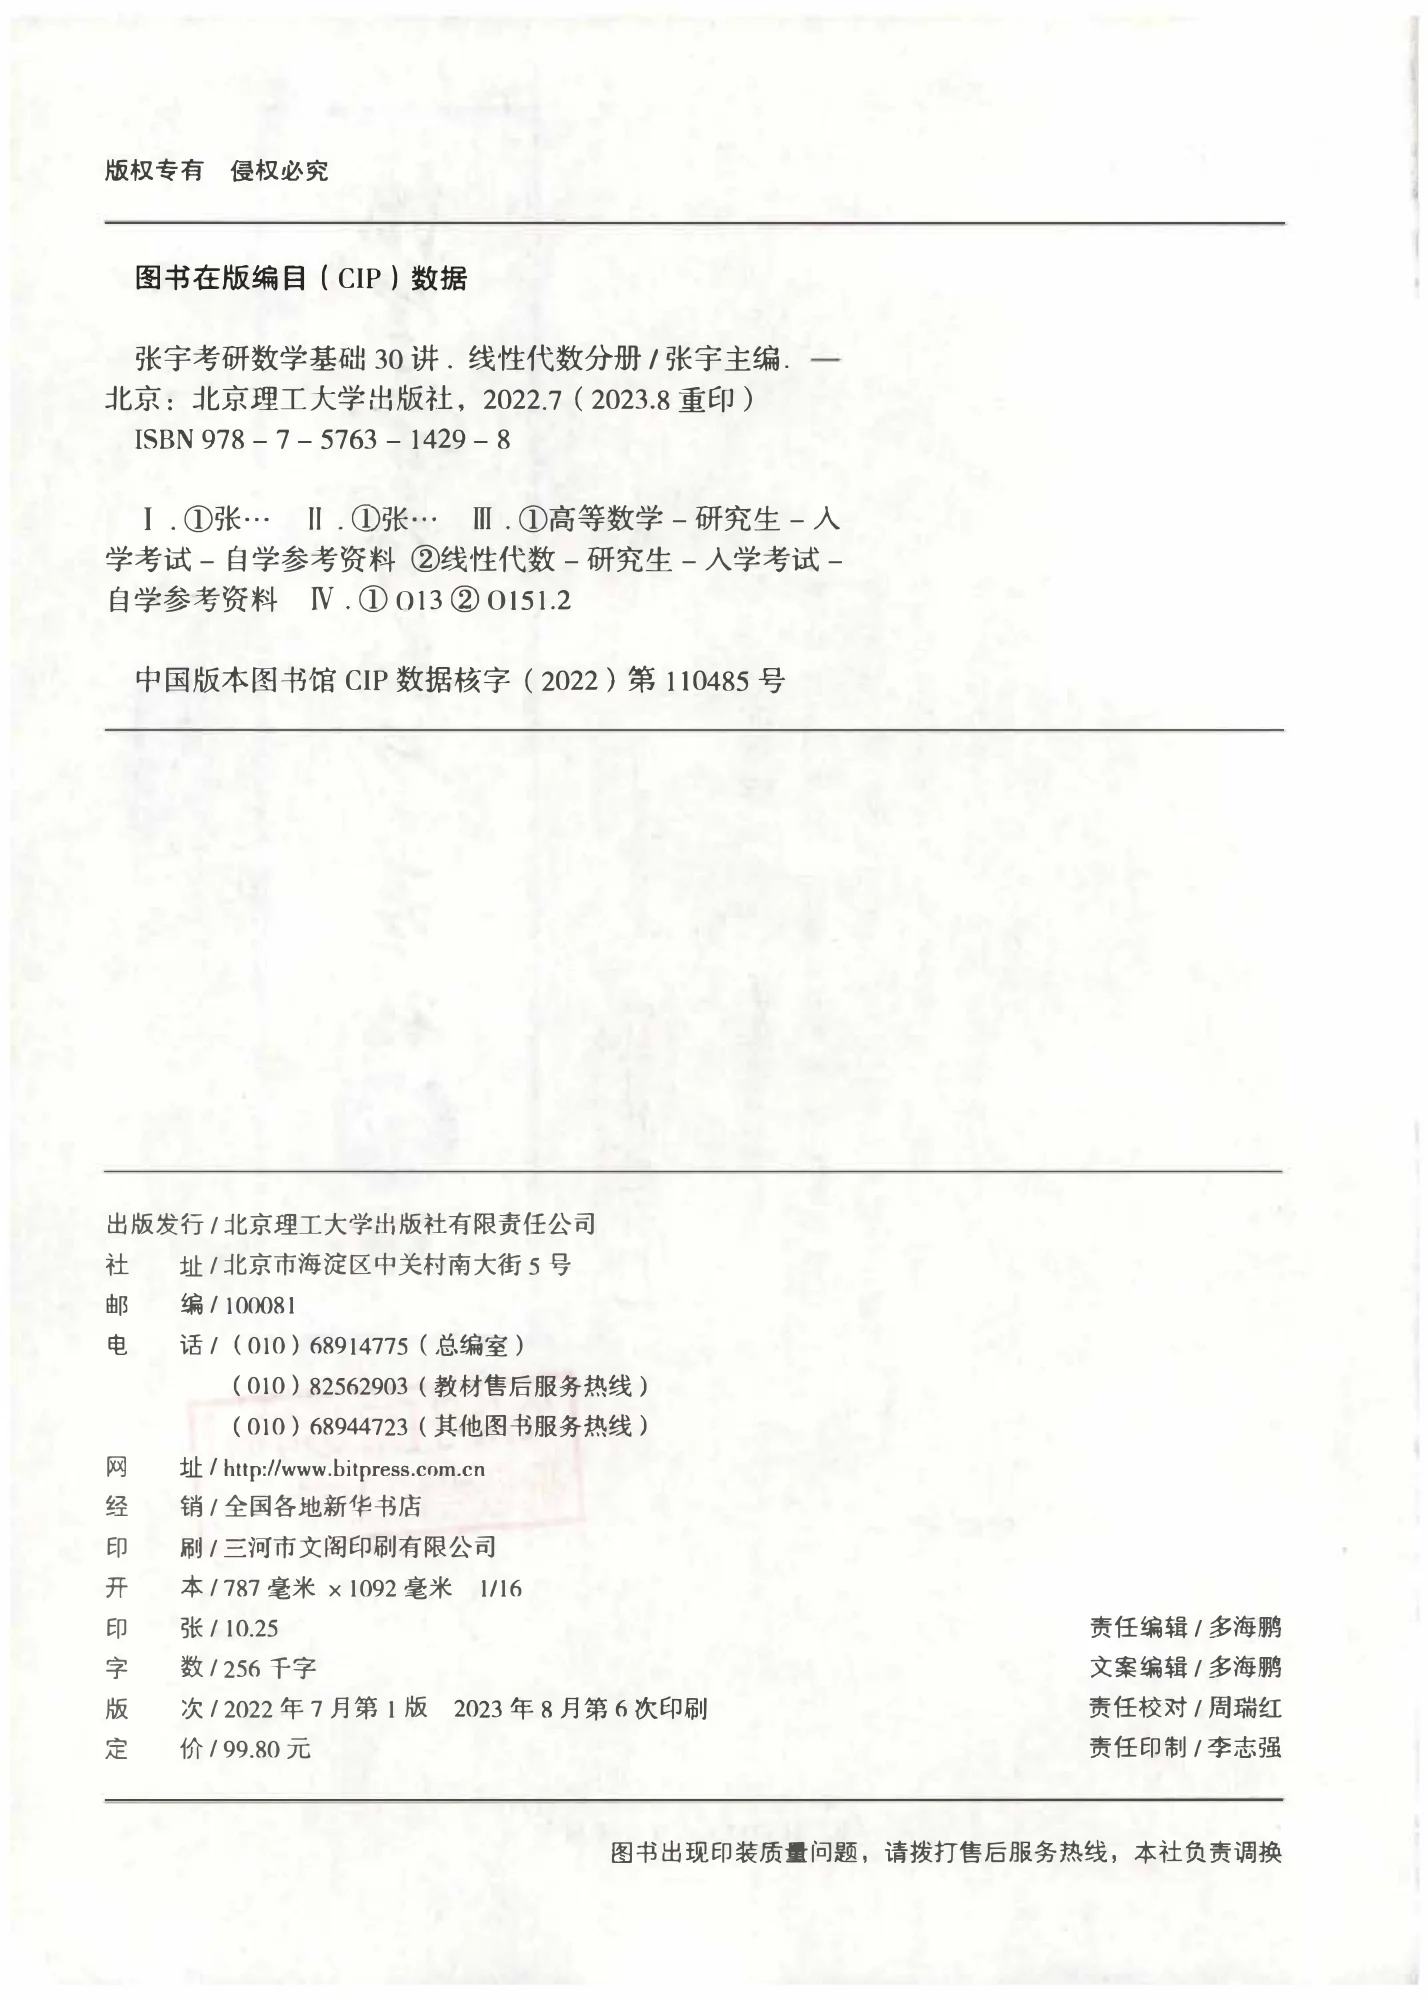 版权专有　侵权必究
图书在版编目（CIP）数据
张宇考研数学基础 30 讲 . 线性代数分册 / 张宇主编. —
北京：北京理工大学出版社，2022.7（2023.8 重印）
ISBN 978 – 7 – 5763 – 1429 – 8
Ⅰ . ①张… Ⅱ . ①张… Ⅲ . ①高等数学 – 研究生 – 入
学考试 – 自学参考资料 ②线性代数 – 研究生 – 入学考试 –
自学参考资料 Ⅳ . ① O13 ② O151.2
中国版本图书馆 CIP 数据核字（2022）第 110485 号
出版发行 / 北京理工大学出版社有限责任公司
社　　址 / 北京市海淀区中关村南大街 5 号
邮　　编 / 100081
电　　话 /（010）68914775（总编室）
（010）82562903（教材售后服务热线）
（010）68944723（其他图书服务热线）
网　　址 / http://www.bitpress.com.cn
经　　销 / 全国各地新华书店
印　　刷 / 三河市文阁印刷有限公司
开　　本 / 787 毫米 × 1092 毫米　1/16
印　　张 / 10.25　责任编辑 / 多海鹏
字　　数 / 256 千字　文案编辑 / 多海鹏
版　　次 / 2022 年 7 月第 1 版　2023 年 8 月第 6 次印刷　责任校对 / 周瑞红
定　　价 / 99.80 元　责任印制 / 李志强
图书出现印装质量问题，请拨打售后服务热线，本社负责调换